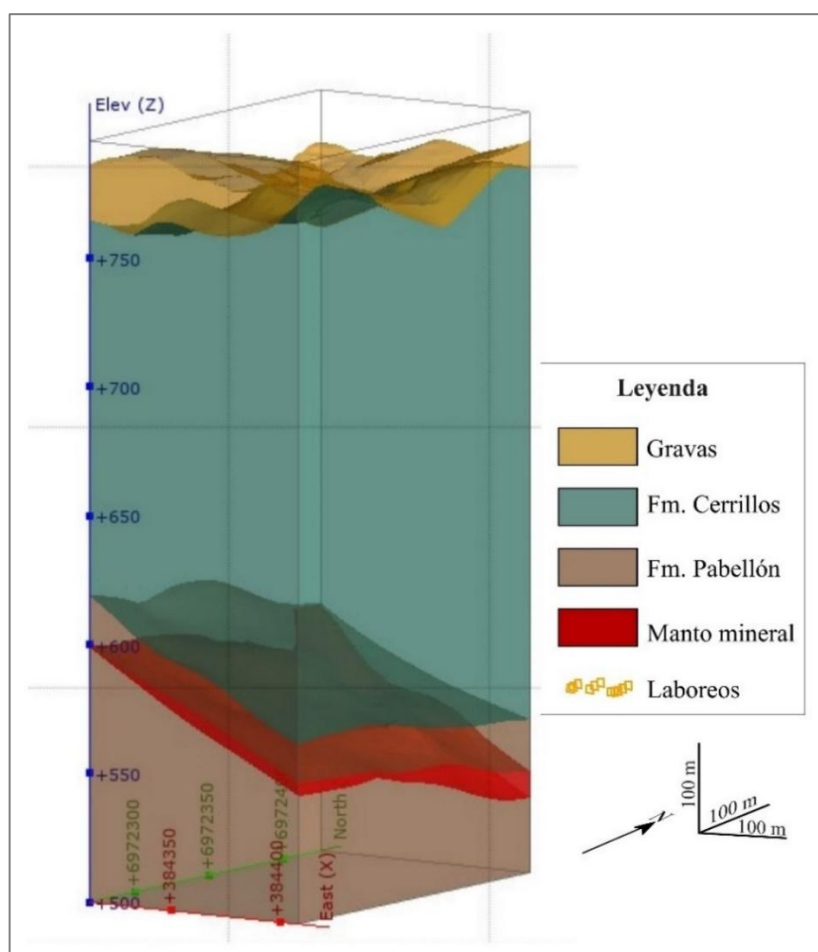 Elev (Z)
+750
+700
+650
+600
+550
+500
+6972300
+384350
+6972350
+384400
North
East (X)
Leyenda
Gravas
Fm. Cerrillos
Fm. Pabellón
Manto mineral
Laboreos
N
100 m
100 m
100 m